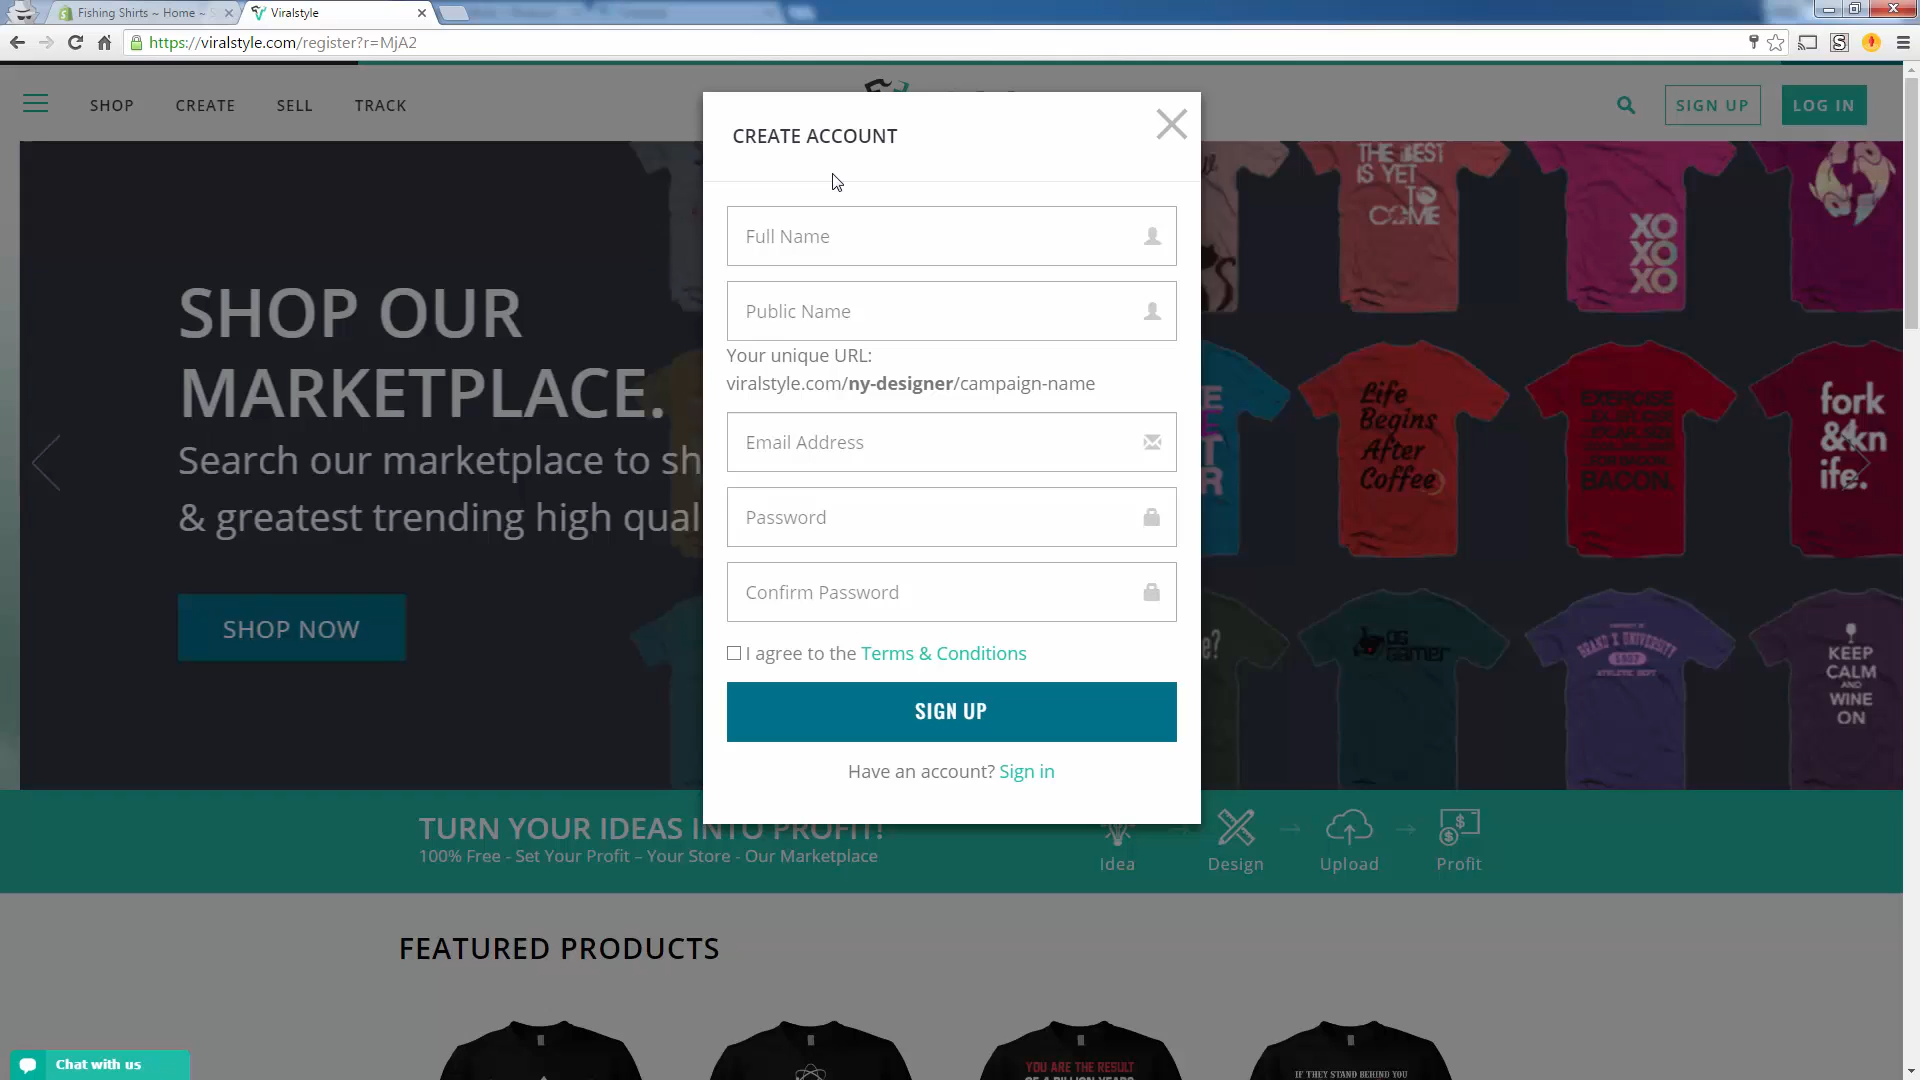 Fishing Shirts ~ Home ~ S
Viralstyle
https://viralstyle.com/register?r=MjA2
SHOP
CREATE
SELL
TRACK
SIGN UP
LOG IN
SHOP OUR
MARKETPLACE.
Search our marketplace to sh
& greatest trending high qual
SHOP NOW
CREATE ACCOUNT
Full Name
Public Name
Your unique URL:
viralstyle.com/ny-designer/campaign-name
Email Address
Password
Confirm Password
I agree to the Terms & Conditions
SIGN UP
Have an account? Sign in
THE BEST
IS YET
TO
COME
XO
XO
XO
Life
Begins
After
Coffee
EXERCISE
BACON.
fork
&kn
ife.
OG
GAMER
BRAND X UNIVERSITY
KEEP
CALM
AND
WINE
ON
TURN YOUR IDEAS INTO PROFIT!
100% Free - Set Your Profit – Your Store - Our Marketplace
Idea
Design
Upload
Profit
FEATURED PRODUCTS
YOU ARE THE RESULT
IF THEY STAND BEHIND YOU
Chat with us